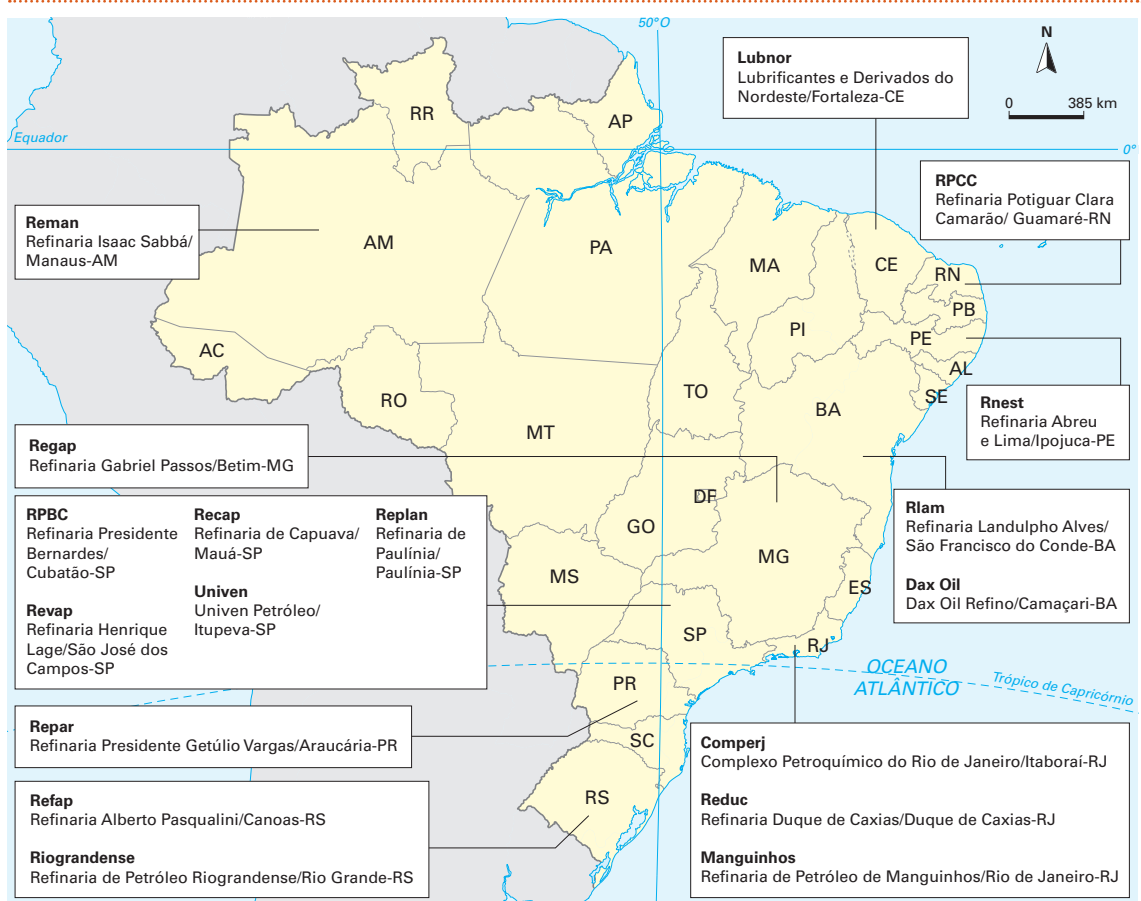 50º O
N
0 385 km
Lubnor
Lubrificantes e Derivados do
Nordeste/Fortaleza-CE
Equador
0º
RR
AP
RPCC
Refinaria Potiguar Clara
Camarão/ Guamaré-RN
Reman
Refinaria Isaac Sabbá/
Manaus-AM
AM
PA
MA
CE
RN
PB
PI
PE
AL
SE
AC
RO
TO
BA
MT
Rnest
Refinaria Abreu
e Lima/Ipojuca-PE
Regap
Refinaria Gabriel Passos/Betim-MG
DF
GO
MG
MS
ES
SP
RJ
Rlam
Refinaria Landulpho Alves/
São Francisco do Conde-BA
Dax Oil
Dax Oil Refino/Camaçari-BA
RPBC
Refinaria Presidente
Bernardes/
Cubatão-SP
Revap
Refinaria Henrique
Lage/São José dos
Campos-SP
Recap
Refinaria de Capuava/
Mauá-SP
Univen
Univen Petróleo/
Itupeva-SP
Replan
Refinaria de
Paulínia/
Paulínia-SP
OCEANO
ATLÂNTICO
Trópico de Capricórnio
PR
SC
RS
Repar
Refinaria Presidente Getúlio Vargas/Araucária-PR
Refap
Refinaria Alberto Pasqualini/Canoas-RS
Riograndense
Refinaria de Petróleo Riograndense/Rio Grande-RS
Comperj
Complexo Petroquímico do Rio de Janeiro/Itaboraí-RJ
Reduc
Refinaria Duque de Caxias/Duque de Caxias-RJ
Manguinhos
Refinaria de Petróleo de Manguinhos/Rio de Janeiro-RJ